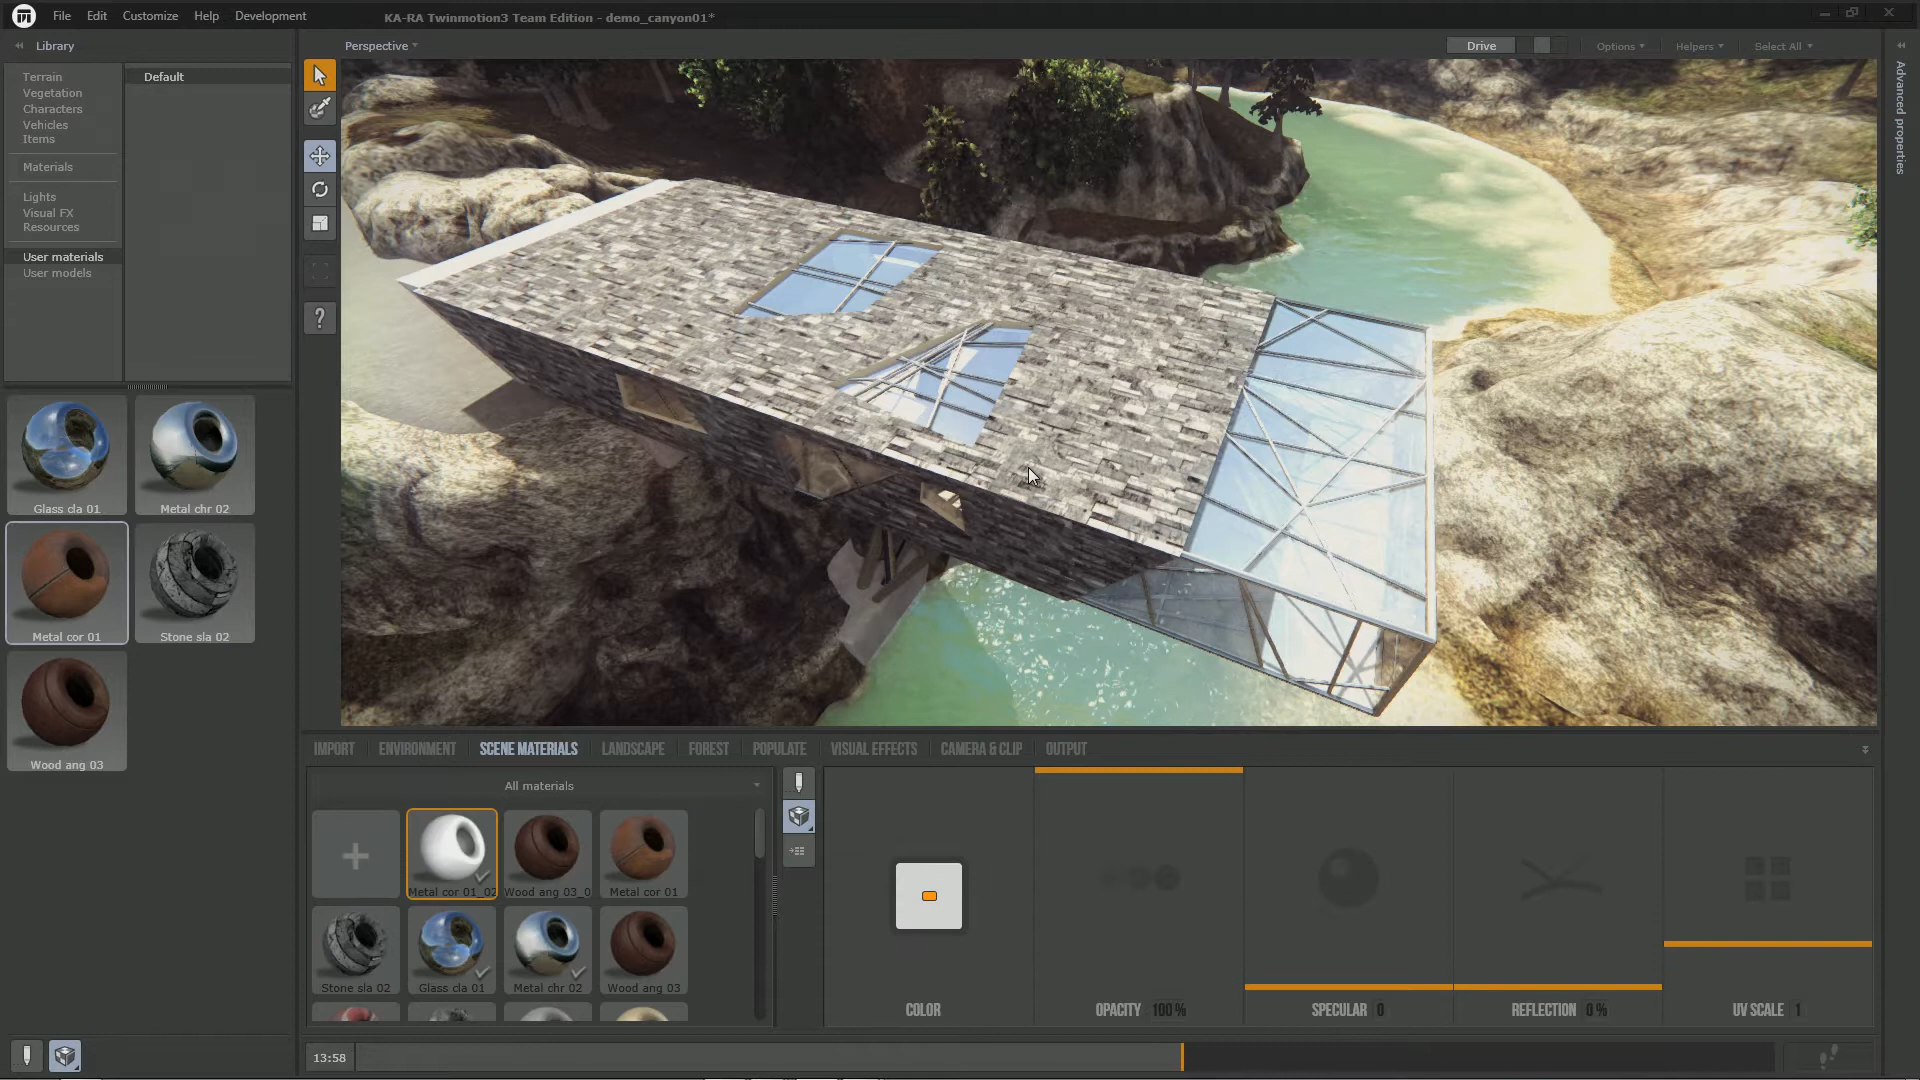 File Edit Customize Help Development
KA-RA Twinmotion3 Team Edition - demo_canyon01*
Library
Perspective
Drive
Options
Helpers
Select All
Advanced properties
Terrain
Vegetation
Characters
Vehicles
Items
Materials
Lights
Visual FX
Resources
User materials
User models
Default
?
Glass cla 01
Metal chr 02
Metal cor 01
Stone sla 02
Wood ang 03
IMPORT ENVIRONMENT SCENE MATERIALS LANDSCAPE FOREST POPULATE VISUAL EFFECTS CAMERA & CLIP OUTPUT
All materials
Metal cor 01_02
Wood ang 03_0
Metal cor 01
Stone sla 02
Glass cla 01
Metal chr 02
Wood ang 03
COLOR
OPACITY 100 %
SPECULAR 0
REFLECTION 0 %
UV SCALE 1
13:58